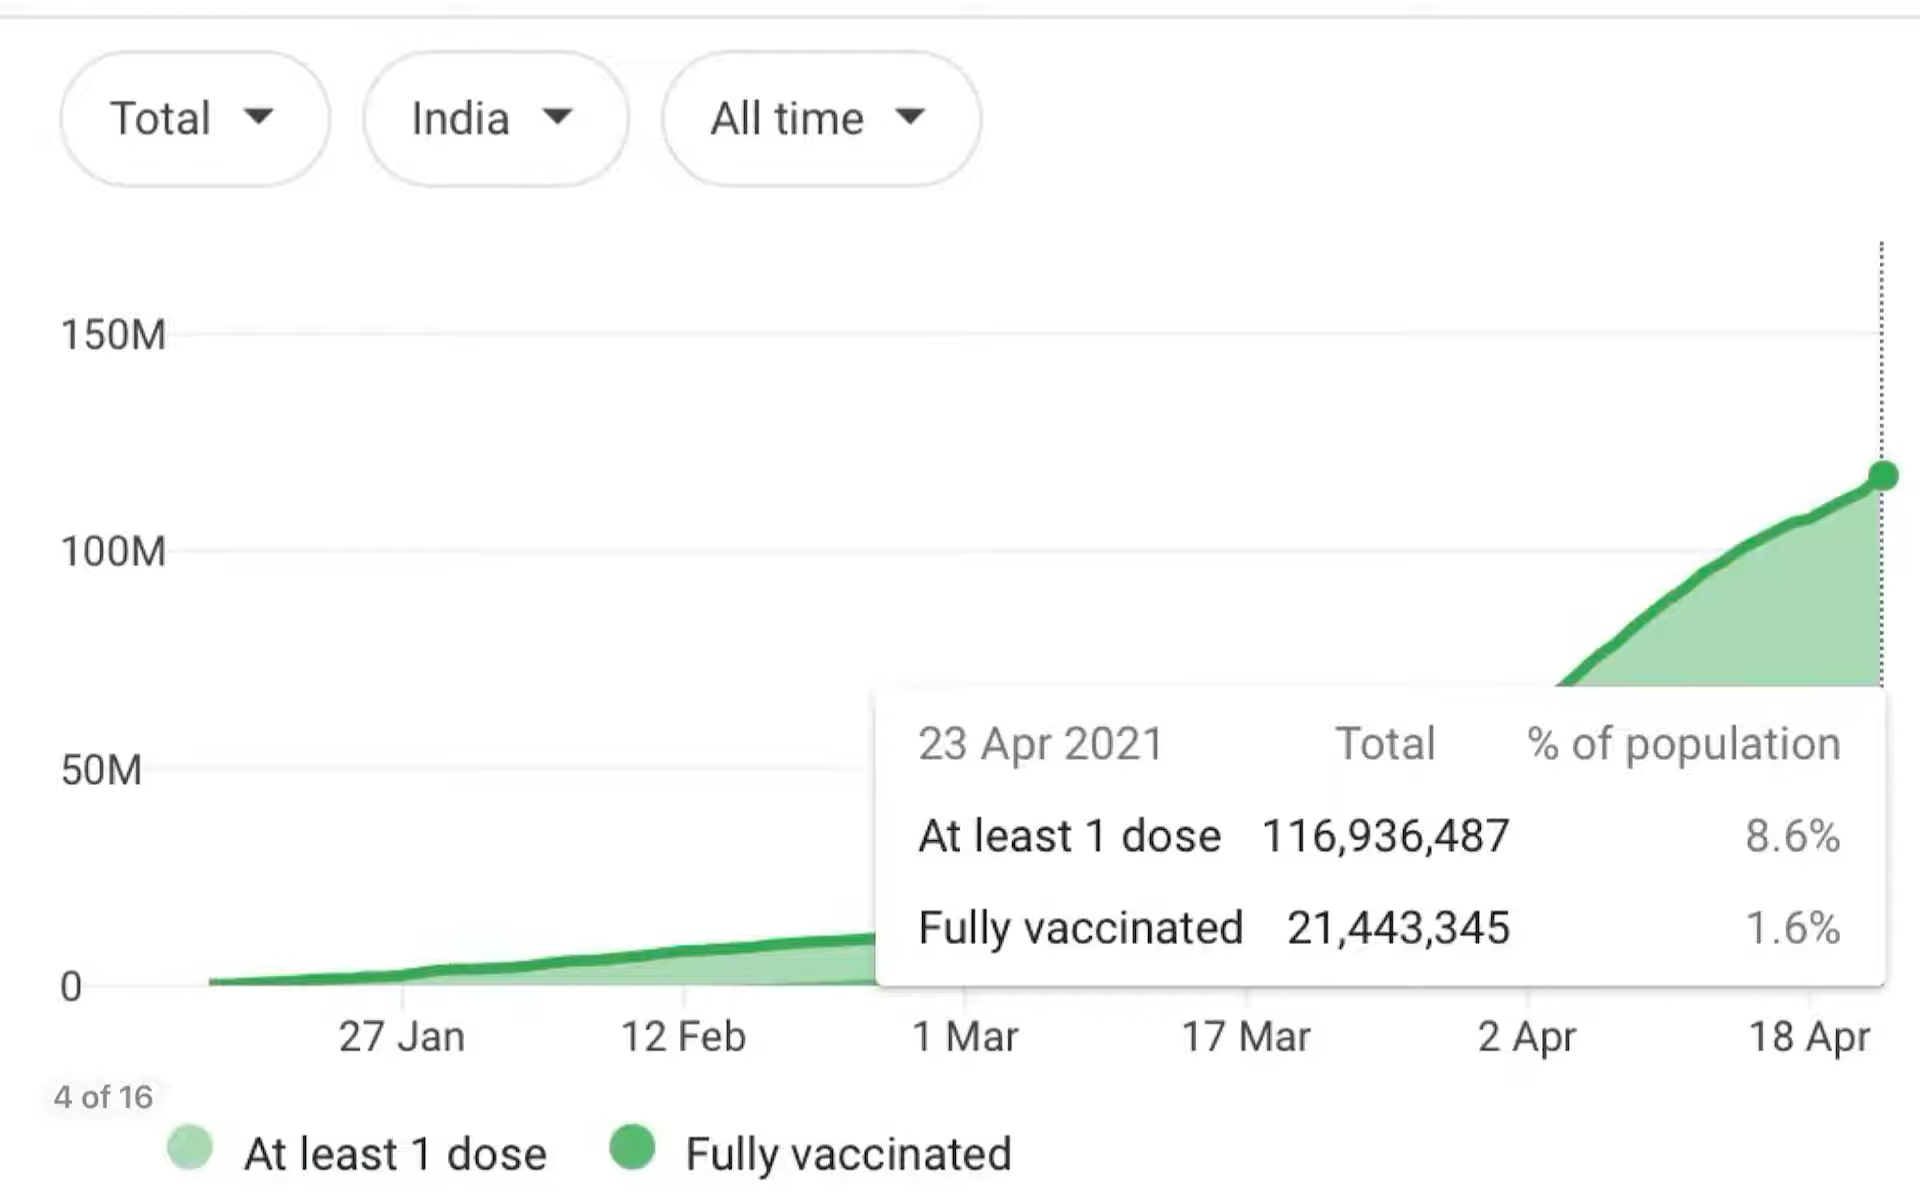 Total India All time
150M
100M
50M
0
23 Apr 2021 Total % of population
At least 1 dose 116,936,487 8.6%
Fully vaccinated 21,443,345 1.6%
27 Jan 12 Feb 1 Mar 17 Mar 2 Apr 18 Apr
4 of 16
At least 1 dose Fully vaccinated